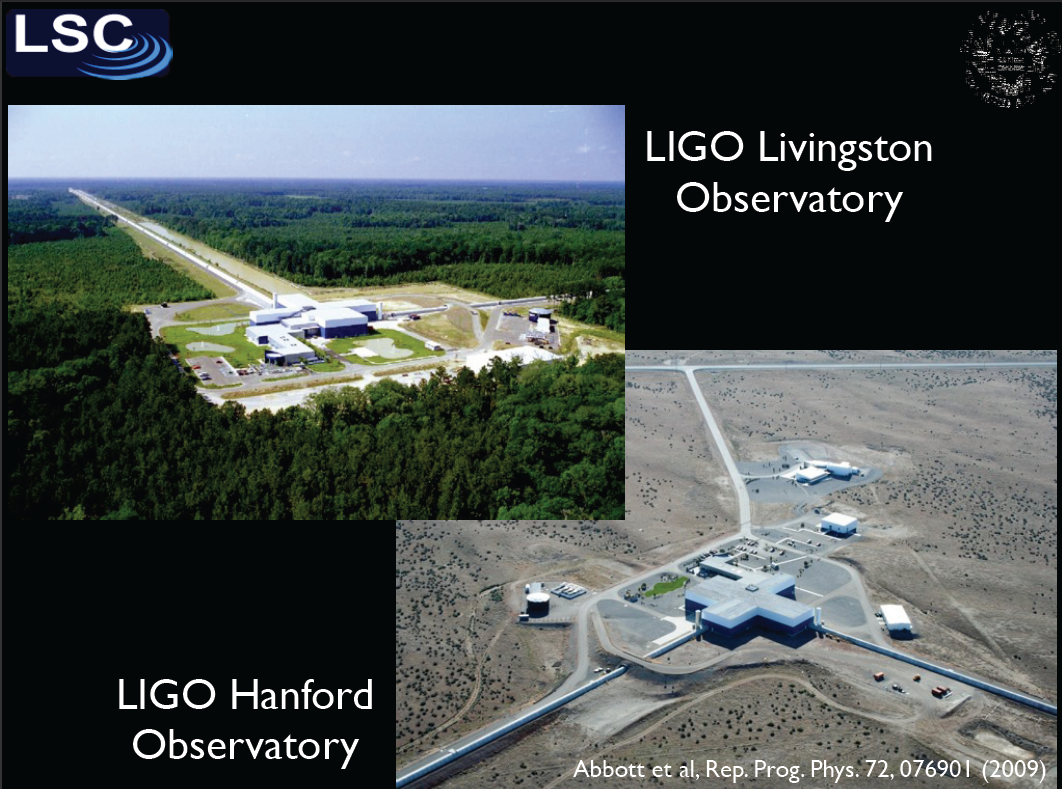 LSC
LIGO Livingston
Observatory
LIGO Hanford
Observatory
Abbott et al, Rep. Prog. Phys. 72, 076901 (2009)